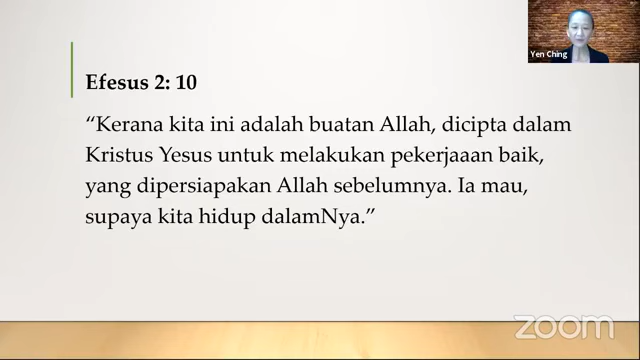 Yen Ching
Efesus 2: 10
“Kerana kita ini adalah buatan Allah, dicipta dalam
Kristus Yesus untuk melakukan pekerjaaan baik,
yang dipersiapakan Allah sebelumnya. Ia mau,
supaya kita hidup dalamNya.”
zoom